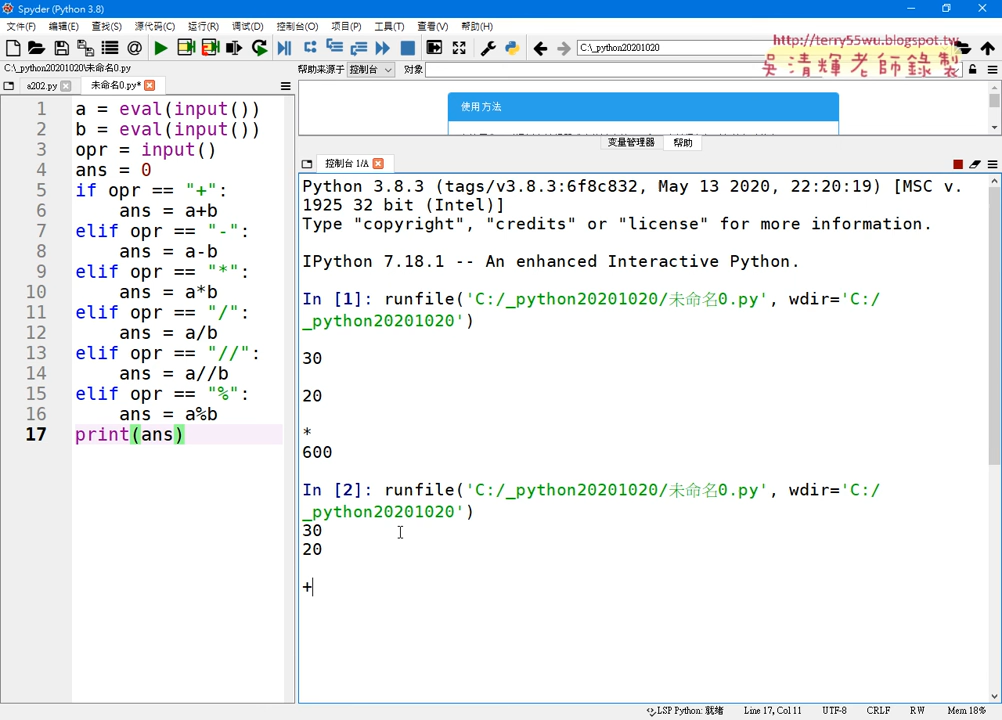 Spyder (Python 3.8)
文件(F) 编辑(E) 查找(S) 源代码(C) 运行(R) 调试(D) 控制台(O) 项目(P) 工具(T) 查看(V) 帮助(H)
C:\_python20201020
http://terry55wu.blogspot.tw
吳清輝老師錄製
C:\_python20201020\未命名0.py
帮助来源于 控制台 对象
a202.py 未命名0.py*
使用方法
变量管理器 帮助
控制台 1/A
1 a = eval(input())
2 b = eval(input())
3 opr = input()
4 ans = 0
5 if opr == "+":
6 ans = a+b
7 elif opr == "-":
8 ans = a-b
9 elif opr == "*":
10 ans = a*b
11 elif opr == "/":
12 ans = a/b
13 elif opr == "//":
14 ans = a//b
15 elif opr == "%":
16 ans = a%b
17 print(ans)
Python 3.8.3 (tags/v3.8.3:6f8c832, May 13 2020, 22:20:19) [MSC v.
1925 32 bit (Intel)]
Type "copyright", "credits" or "license" for more information.
IPython 7.18.1 -- An enhanced Interactive Python.
In [1]: runfile('C:/_python20201020/未命名0.py', wdir='C:/
_python20201020')
30
20
*
600
In [2]: runfile('C:/_python20201020/未命名0.py', wdir='C:/
_python20201020')
30
20
+
LSP Python: 就绪 Line 17, Col 11 UTF-8 CRLF RW Mem 18%